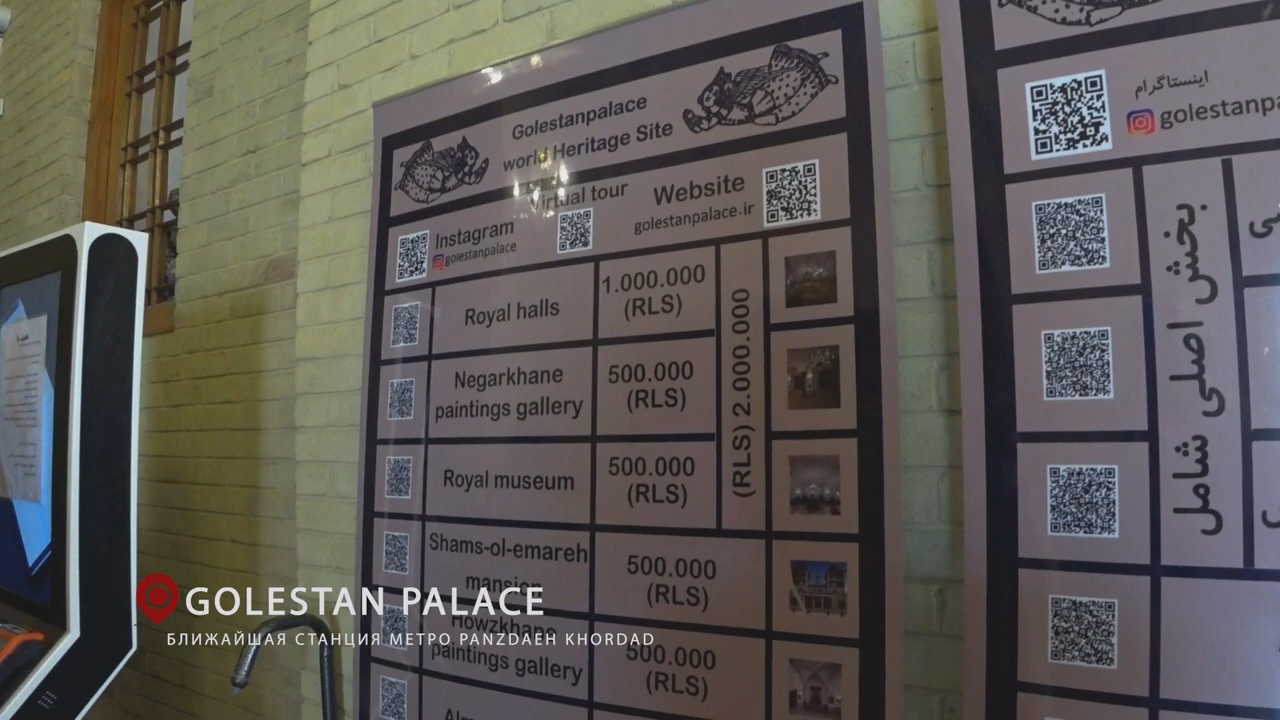 Golestanpalace
world Heritage Site
Virtual tour
Website
golestanpalace.ir
Instagram
golestanpalace
Royal halls
1.000.000
(RLS)
Negarkhane
paintings gallery
500.000
(RLS)
Royal museum
500.000
(RLS)
(RLS) 2.000.000
Shams-ol-emareh
mansion
500.000
(RLS)
Howzkhane
paintings gallery
500.000
(RLS)
اینستاگرام
golestanp
بخش اصلی شامل
GOLESTAN PALACE
БЛИЖАЙШАЯ СТАНЦИЯ МЕТРО PANZDAEH KHORDAD